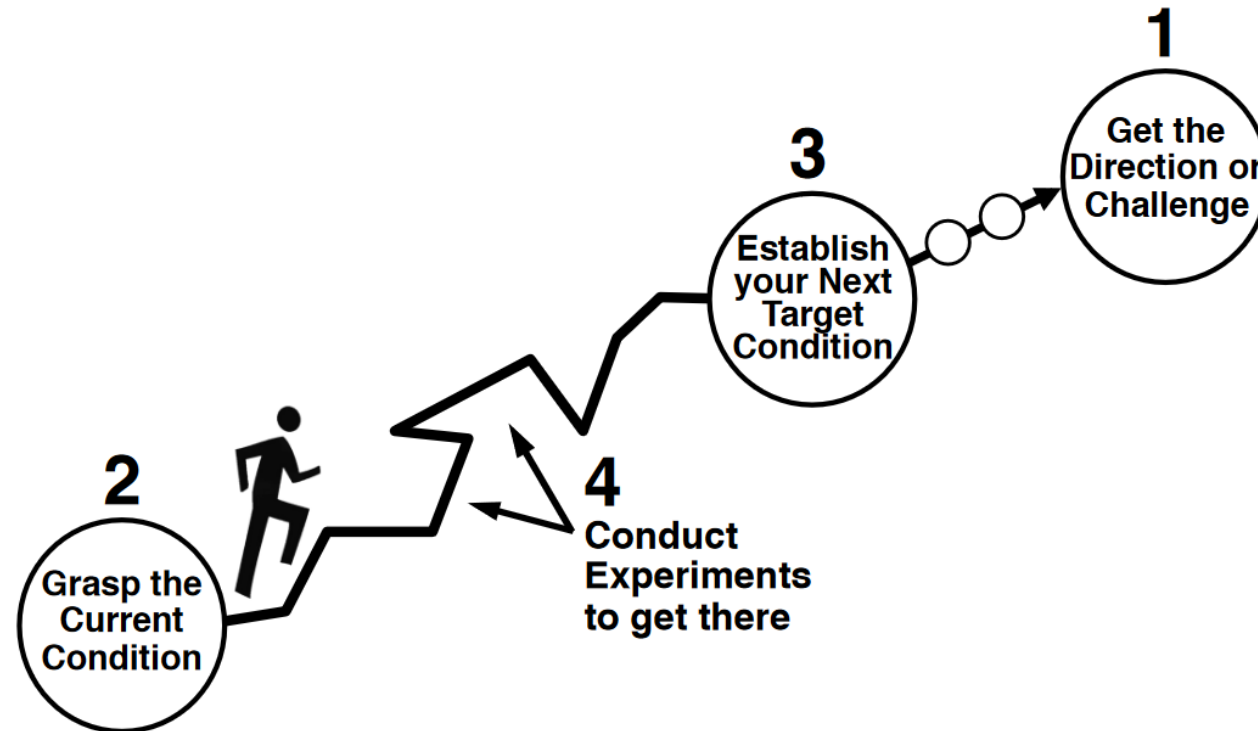 1
Get the
Direction or
Challenge
3
Establish
your Next
Target
Condition
2
Grasp the
Current
Condition
4
Conduct
Experiments
to get there